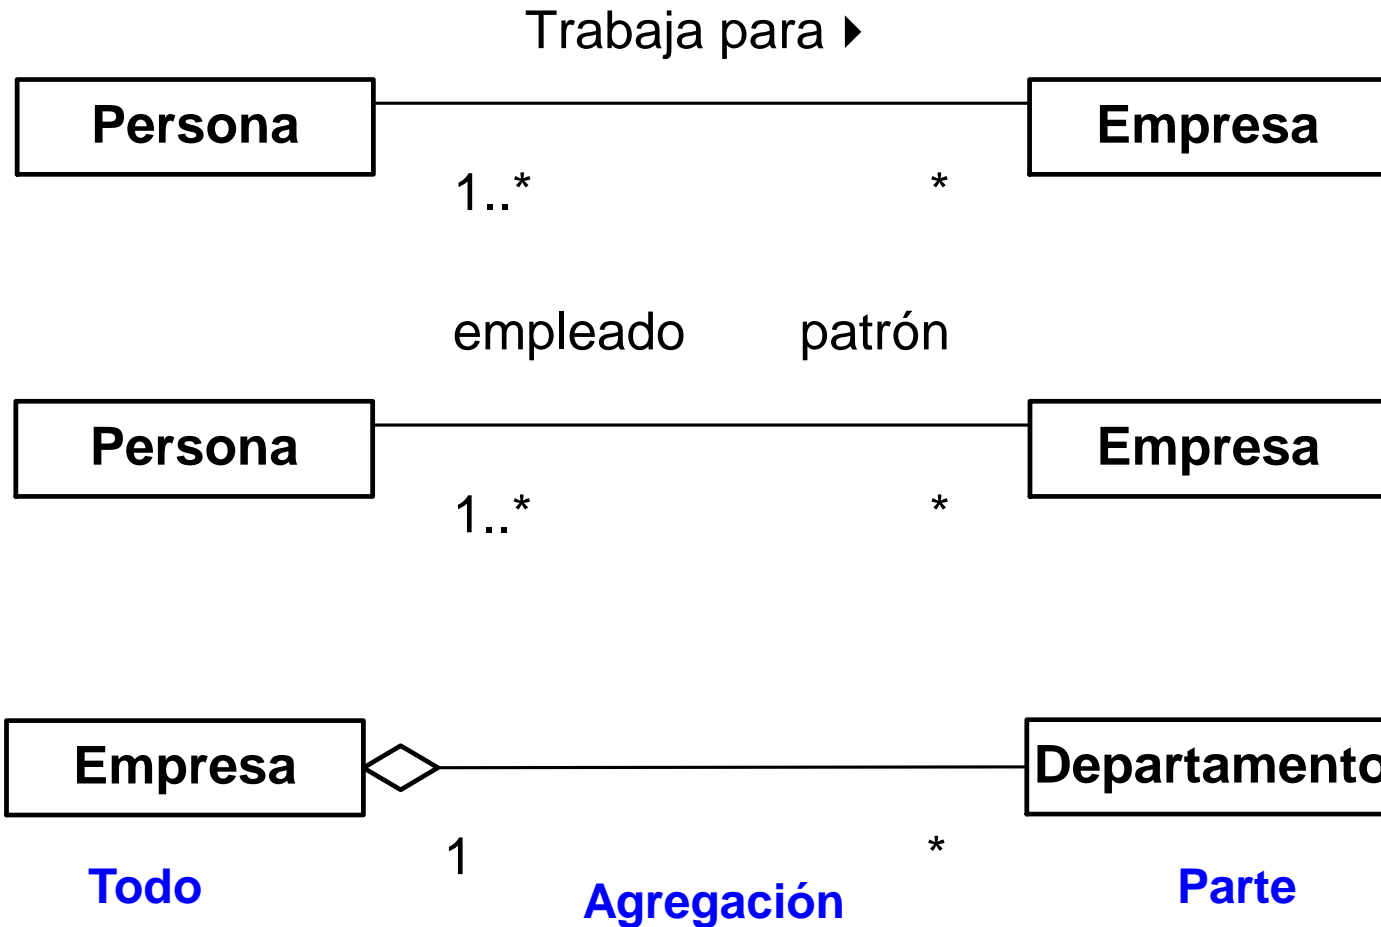 Trabaja para
Persona Empresa
1..* *
empleado patrón
Persona Empresa
1..* *
Empresa Departamento
1 *
Todo Agregación Parte